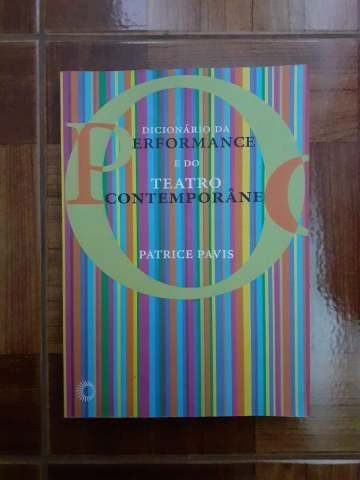 DICIONÁRIO DA
PERFORMANCE
E DO
TEATRO
CONTEMPORÂNEO
PATRICE PAVIS